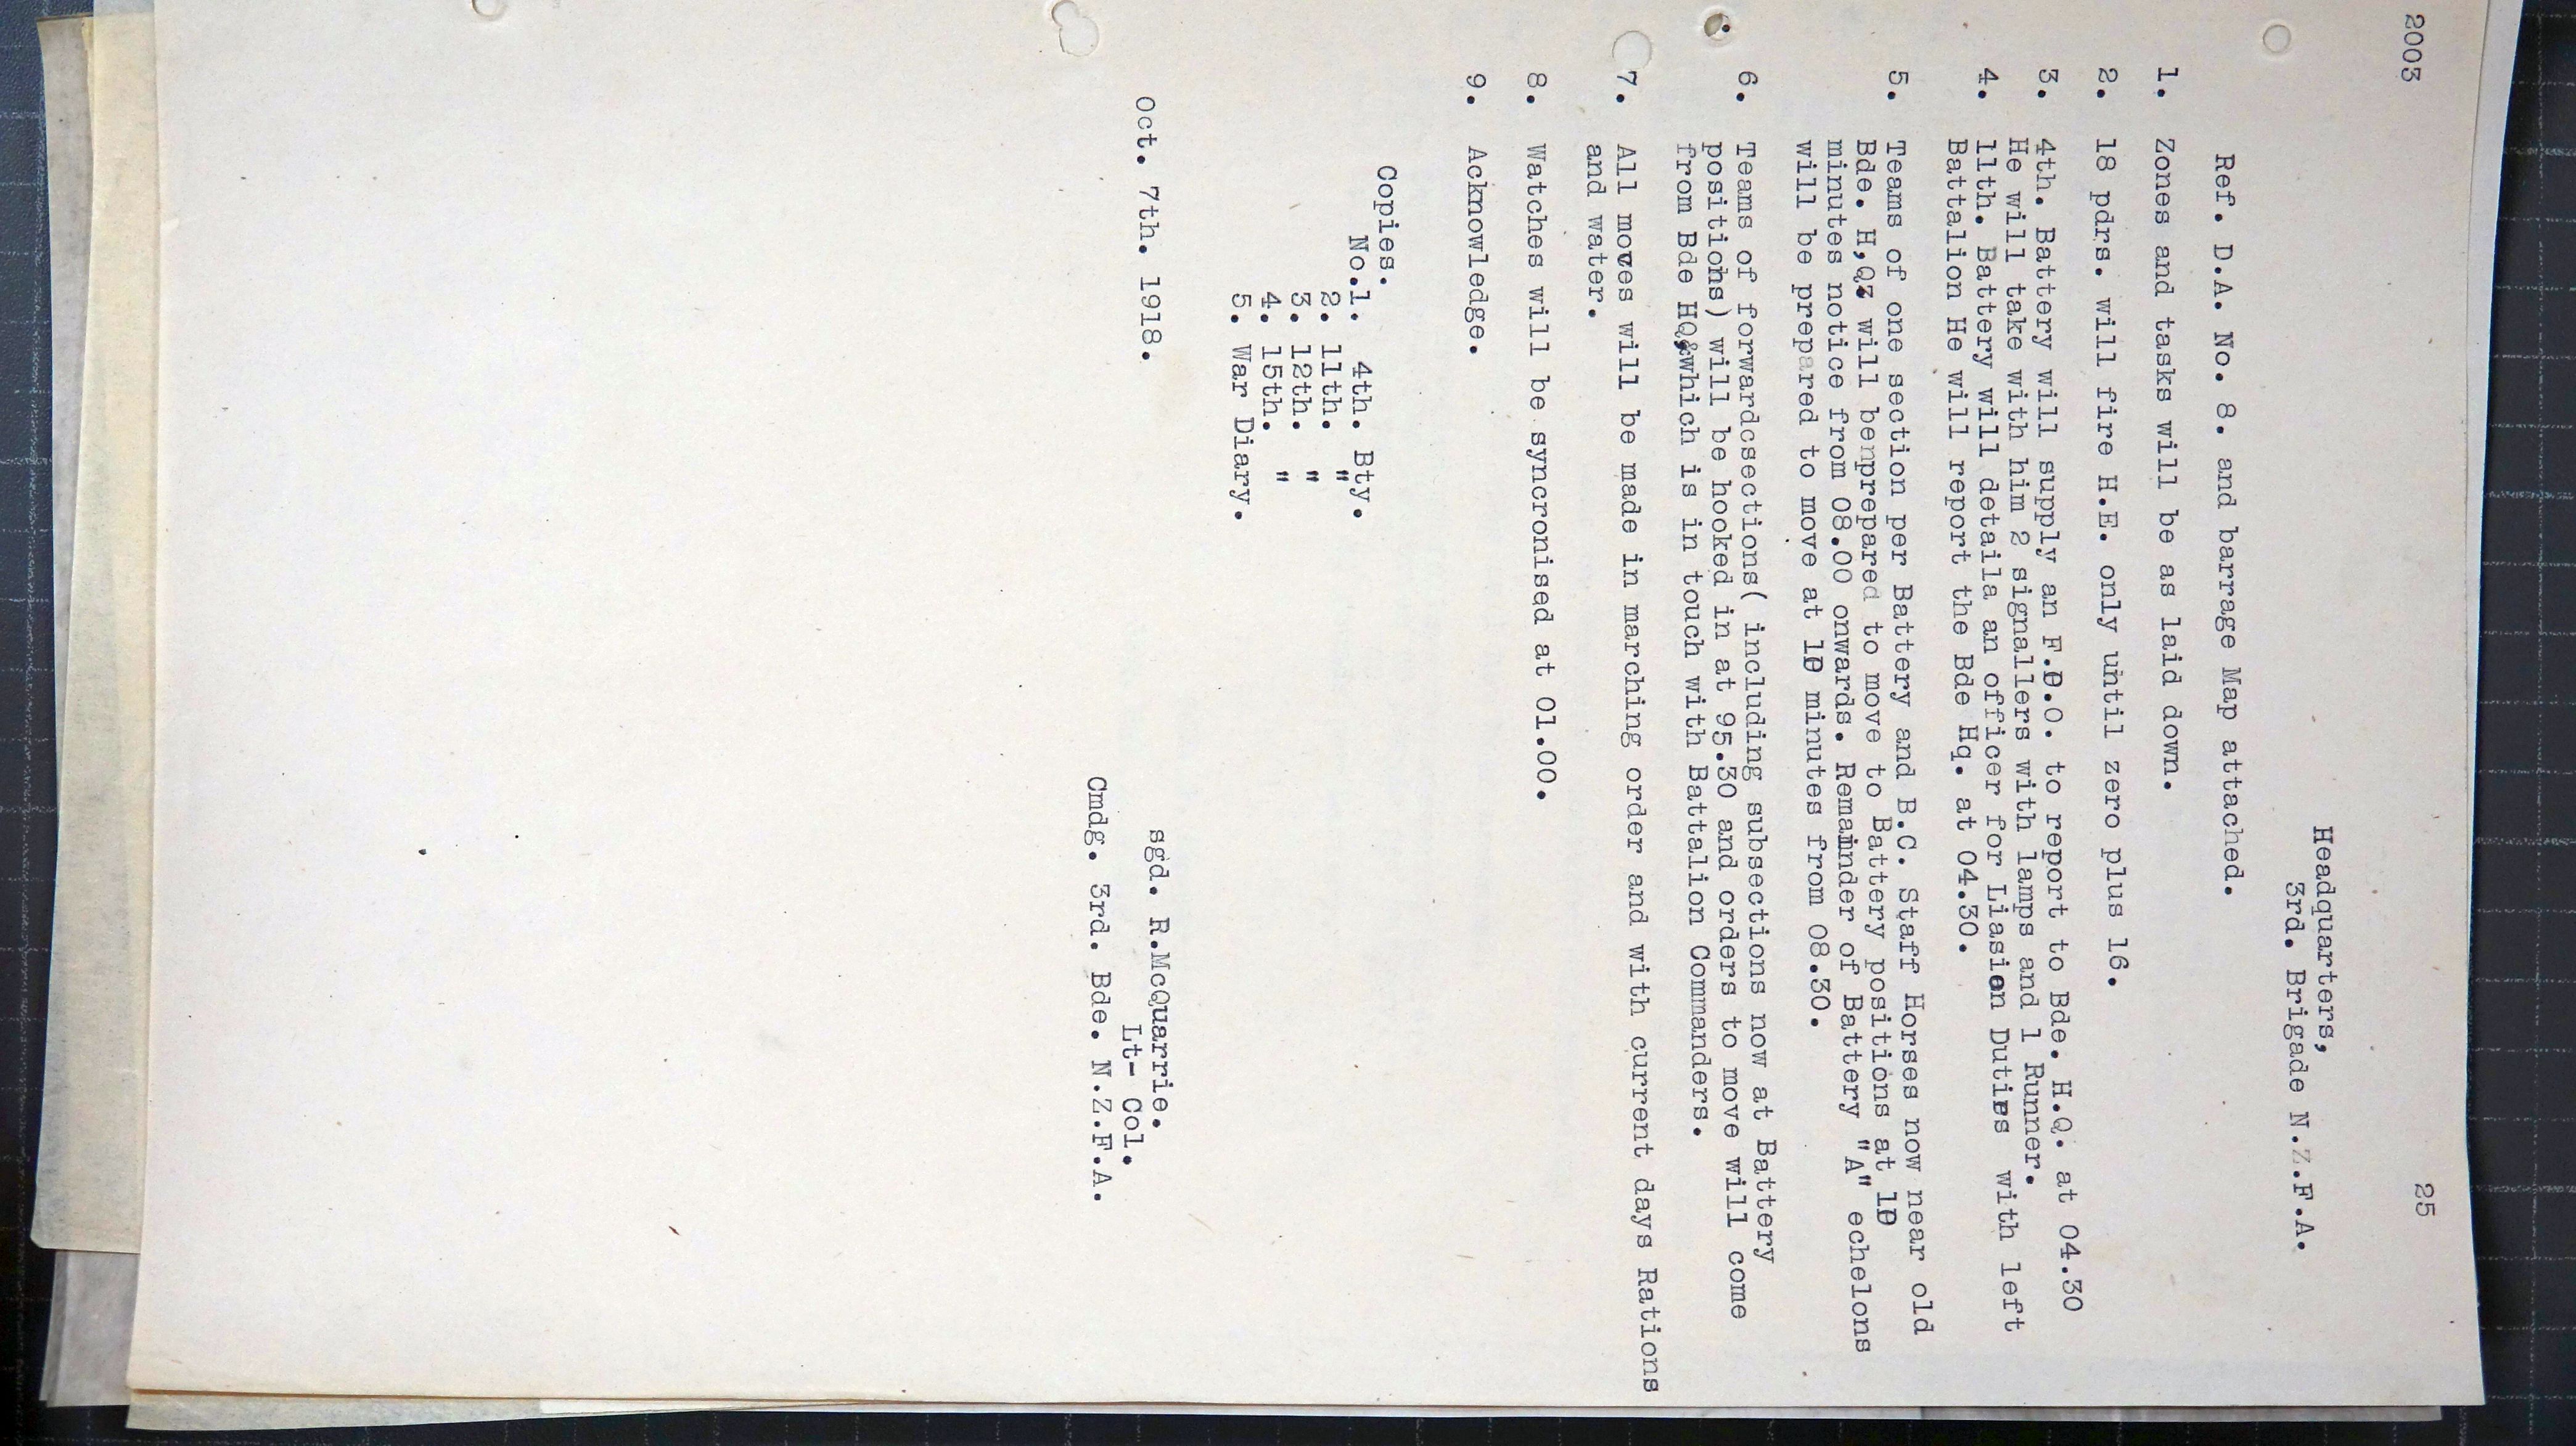 2003 25
Headquarters,
3rd. Brigade N.Z.F.A.
Ref. D.A. No. 8. and barrage Map attached.
1. Zones and tasks will be as laid down.
2. 18 pdrs. will fire H.E. only until zero plus 16.
3. 4th. Battery will supply an F.O.O. to report to Bde. H.Q. at 04.30
He will take with him 2 signallers with lamps and 1 Runner.
4. 11th. Battery will detaila an officer for Liasion Duties with left
Battalion He will report the Bde Hq. at 04.30.
5. Teams of one section per Battery and B.C. Staff Horses now near old
Bde. H,Qz will benprepared to move to Battery positions at 10
minutes notice from 08.00 onwards. Remainder of Battery "A" echelons
will be prepared to move at 10 minutes from 08.30.
6. Teams of forwardcsections( including subsections now at Battery
positiohs) will be hooked in at 95.30 and orders to move will come
from Bde HQ,which is in touch with Battalion Commanders.
7. All moves will be made in marching order and with current days Rations
and water.
8. Watches will be syncronised at 01.00.
9. Acknowledge.
Copies.
No.1. 4th. Bty.
2. 11th. "
3. 12th. "
4. 15th. "
5. War Diary.
Oct. 7th. 1918.
sgd. R.McQuarrie.
Lt- Col.
Cmdg. 3rd. Bde. N.Z.F.A.